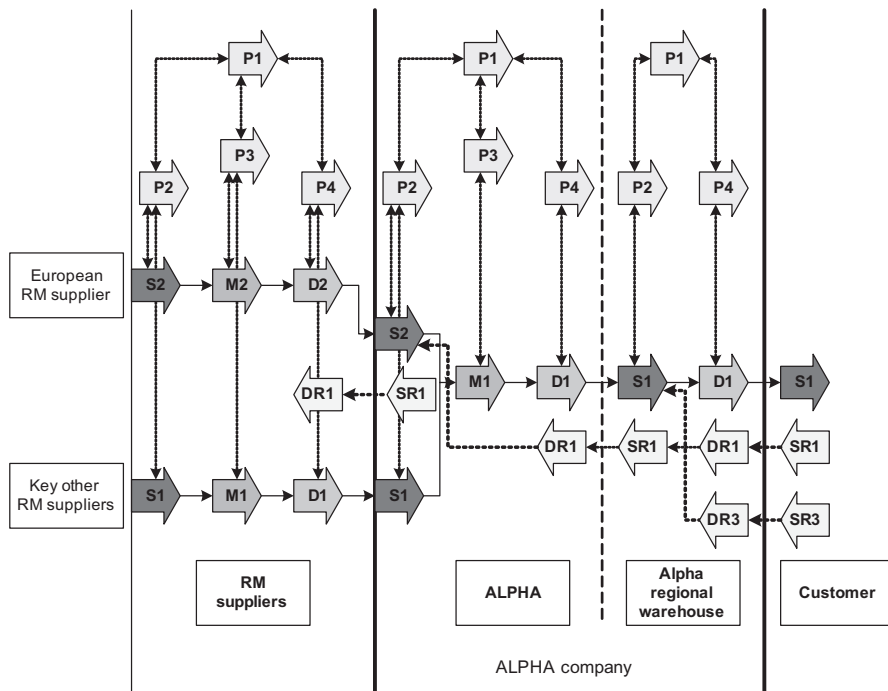 P1
P1
P1
P3
P3
P2
P4
P2
P4
P2
P4
European
RM supplier
S2
M2
D2
S2
DR1
SR1
M1
D1
S1
D1
S1
DR1
SR1
DR1
SR1
Key other
RM suppliers
S1
M1
D1
S1
DR3
SR3
RM
suppliers
ALPHA
Alpha
regional
warehouse
Customer
ALPHA company